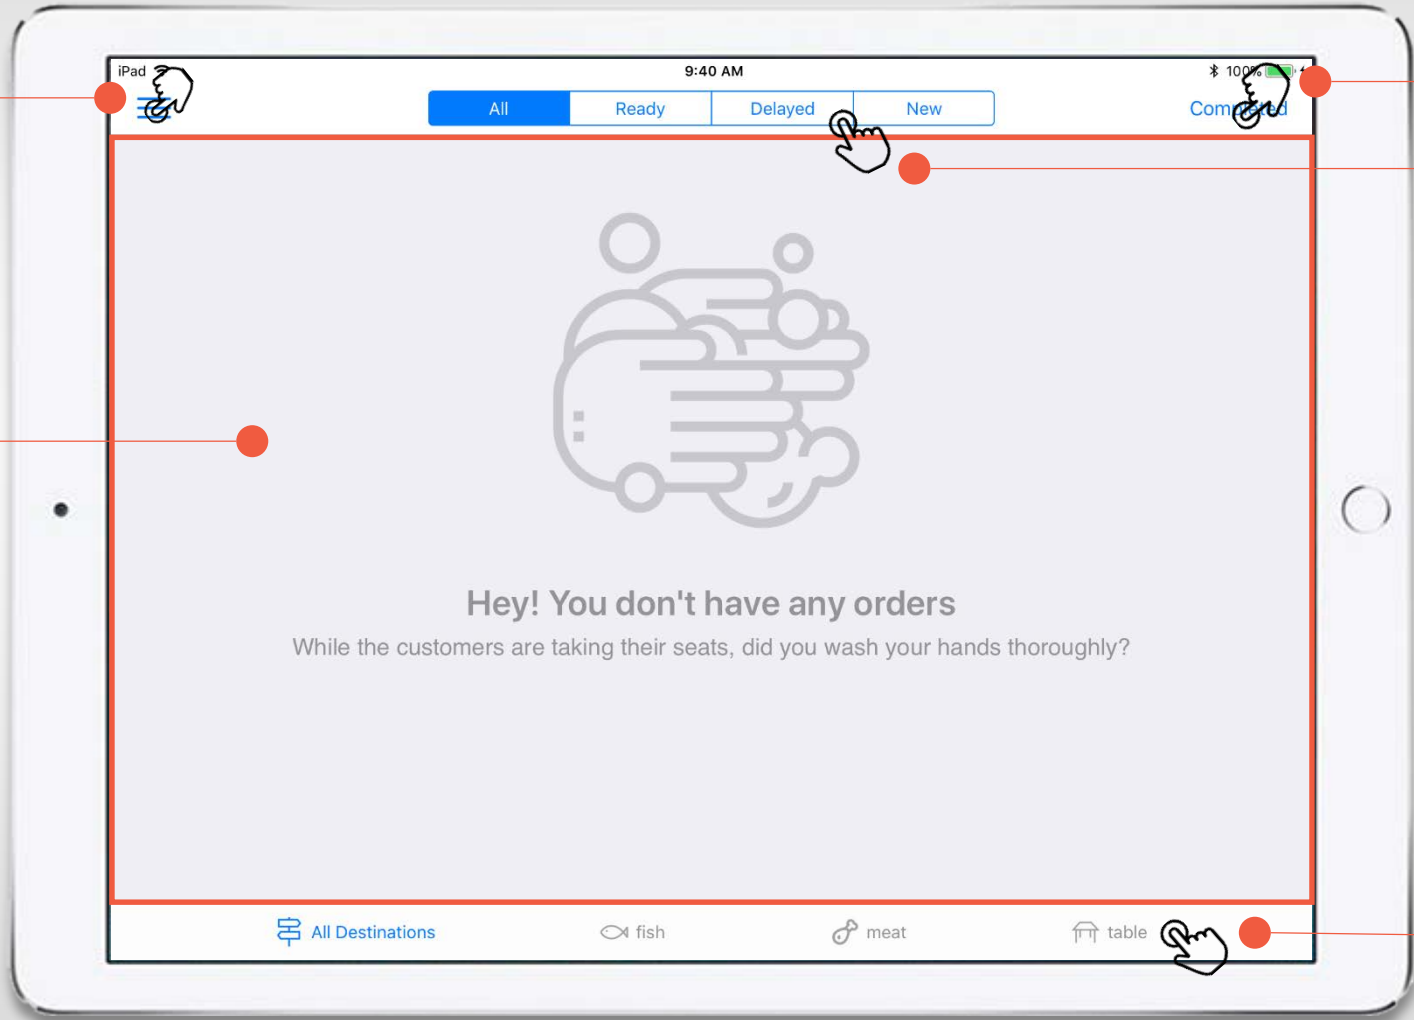 iPad 9:40 AM 100%
All Ready Delayed New Completed
Hey! You don't have any orders
While the customers are taking their seats, did you wash your hands thoroughly?
All Destinations fish meat table